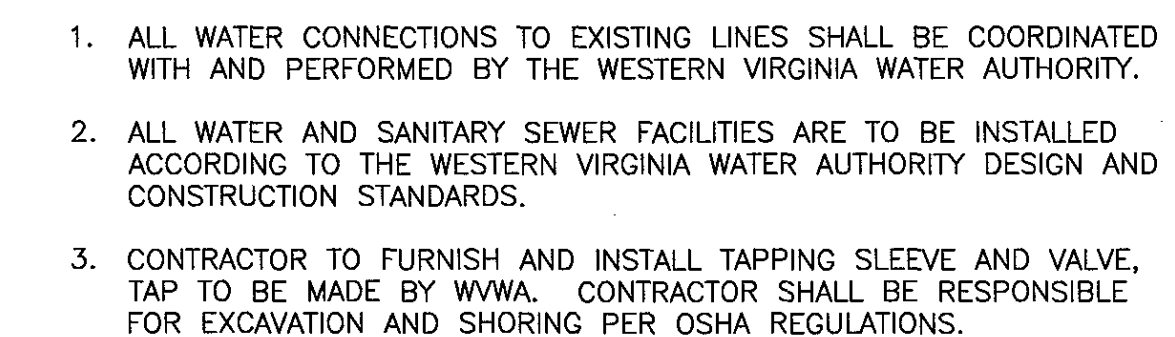 1. ALL WATER CONNECTIONS TO EXISTING LINES SHALL BE COORDINATED
WITH AND PERFORMED BY THE WESTERN VIRGINIA WATER AUTHORITY.
2. ALL WATER AND SANITARY SEWER FACILITIES ARE TO BE INSTALLED
ACCORDING TO THE WESTERN VIRGINIA WATER AUTHORITY DESIGN AND
CONSTRUCTION STANDARDS.
3. CONTRACTOR TO FURNISH AND INSTALL TAPPING SLEEVE AND VALVE,
TAP TO BE MADE BY WVWA. CONTRACTOR SHALL BE RESPONSIBLE
FOR EXCAVATION AND SHORING PER OSHA REGULATIONS.